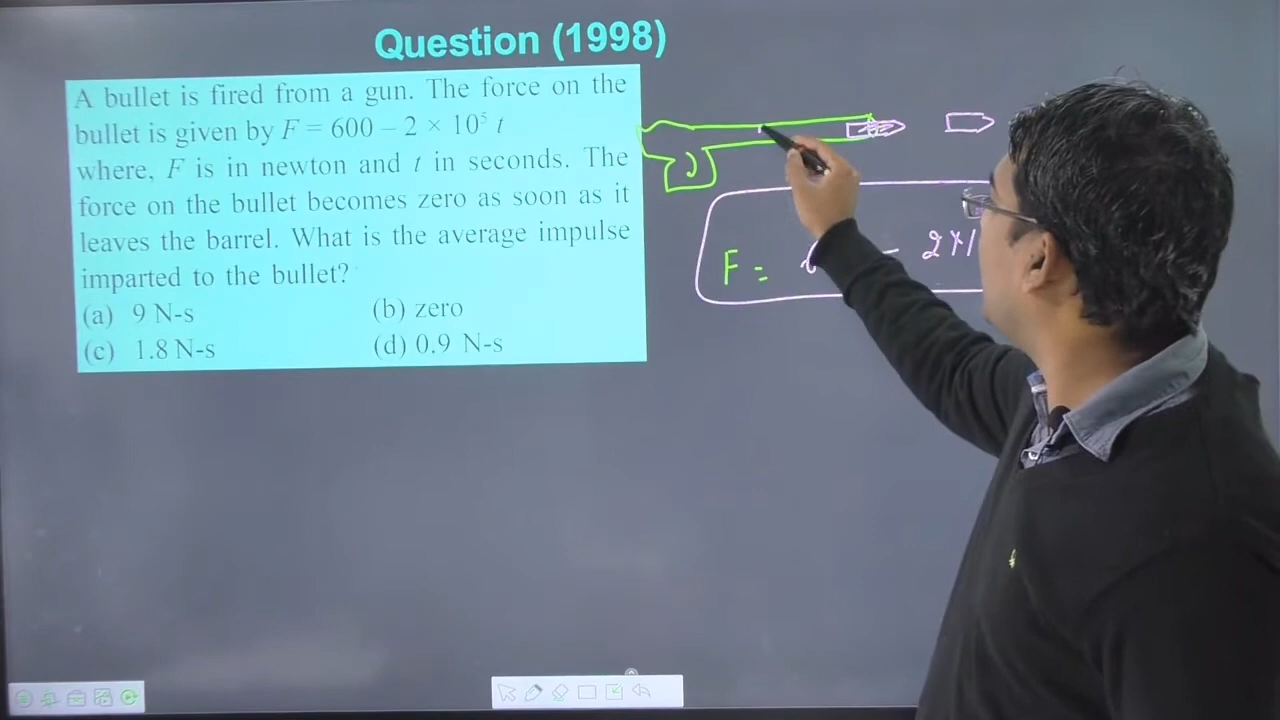 Question (1998)
A bullet is fired from a gun. The force on the
bullet is given by F = 600 – 2 × 10⁵ t
where, F is in newton and t in seconds. The
force on the bullet becomes zero as soon as it
leaves the barrel. What is the average impulse
imparted to the bullet?
(a) 9 N-s (b) zero
(c) 1.8 N-s (d) 0.9 N-s
F = – 2×1